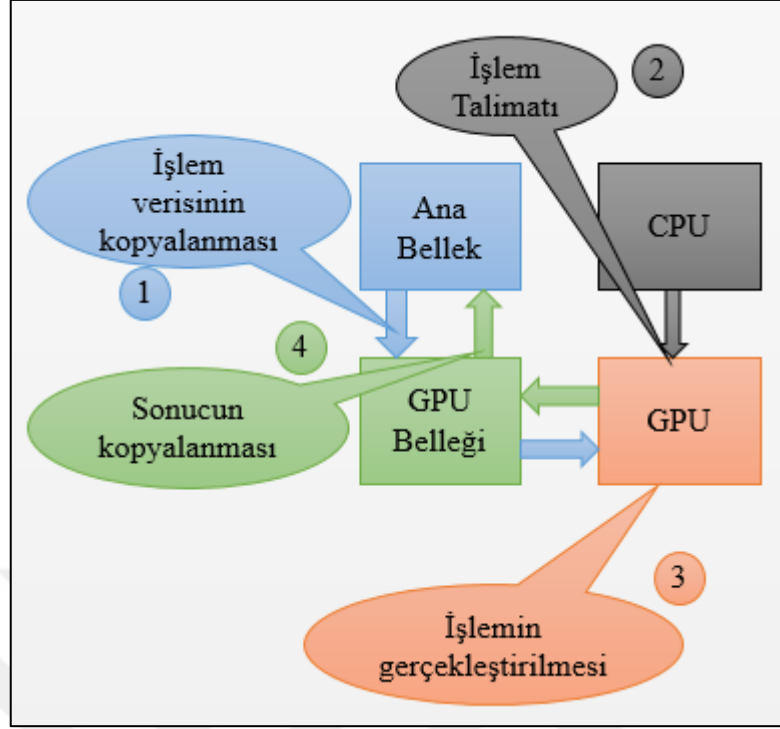 İşlem
Talimatı
2
İşlem
verisinin
kopyalanması
1
Ana
Bellek
CPU
4
Sonucun
kopyalanması
GPU
Belleği
GPU
3
İşlemin
gerçekleştirilmesi